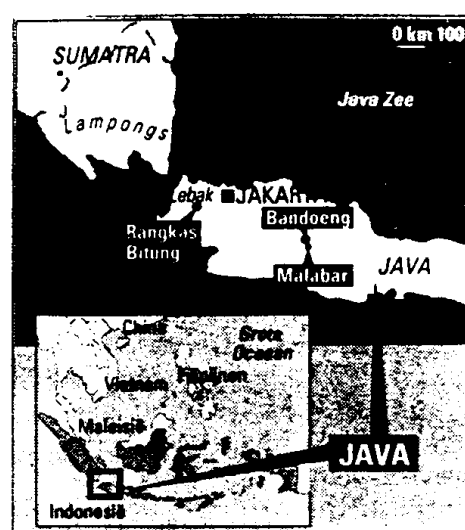 0 km 100
SUMATRA
Java Zee
Lampongs
Lebak
JAKARTA
Rangkas
Bitung
Bandoeng
Malabar
JAVA
China
Grote
Oceaan
Vietnam
Filipijnen
Maleisië
JAVA
Indonesië